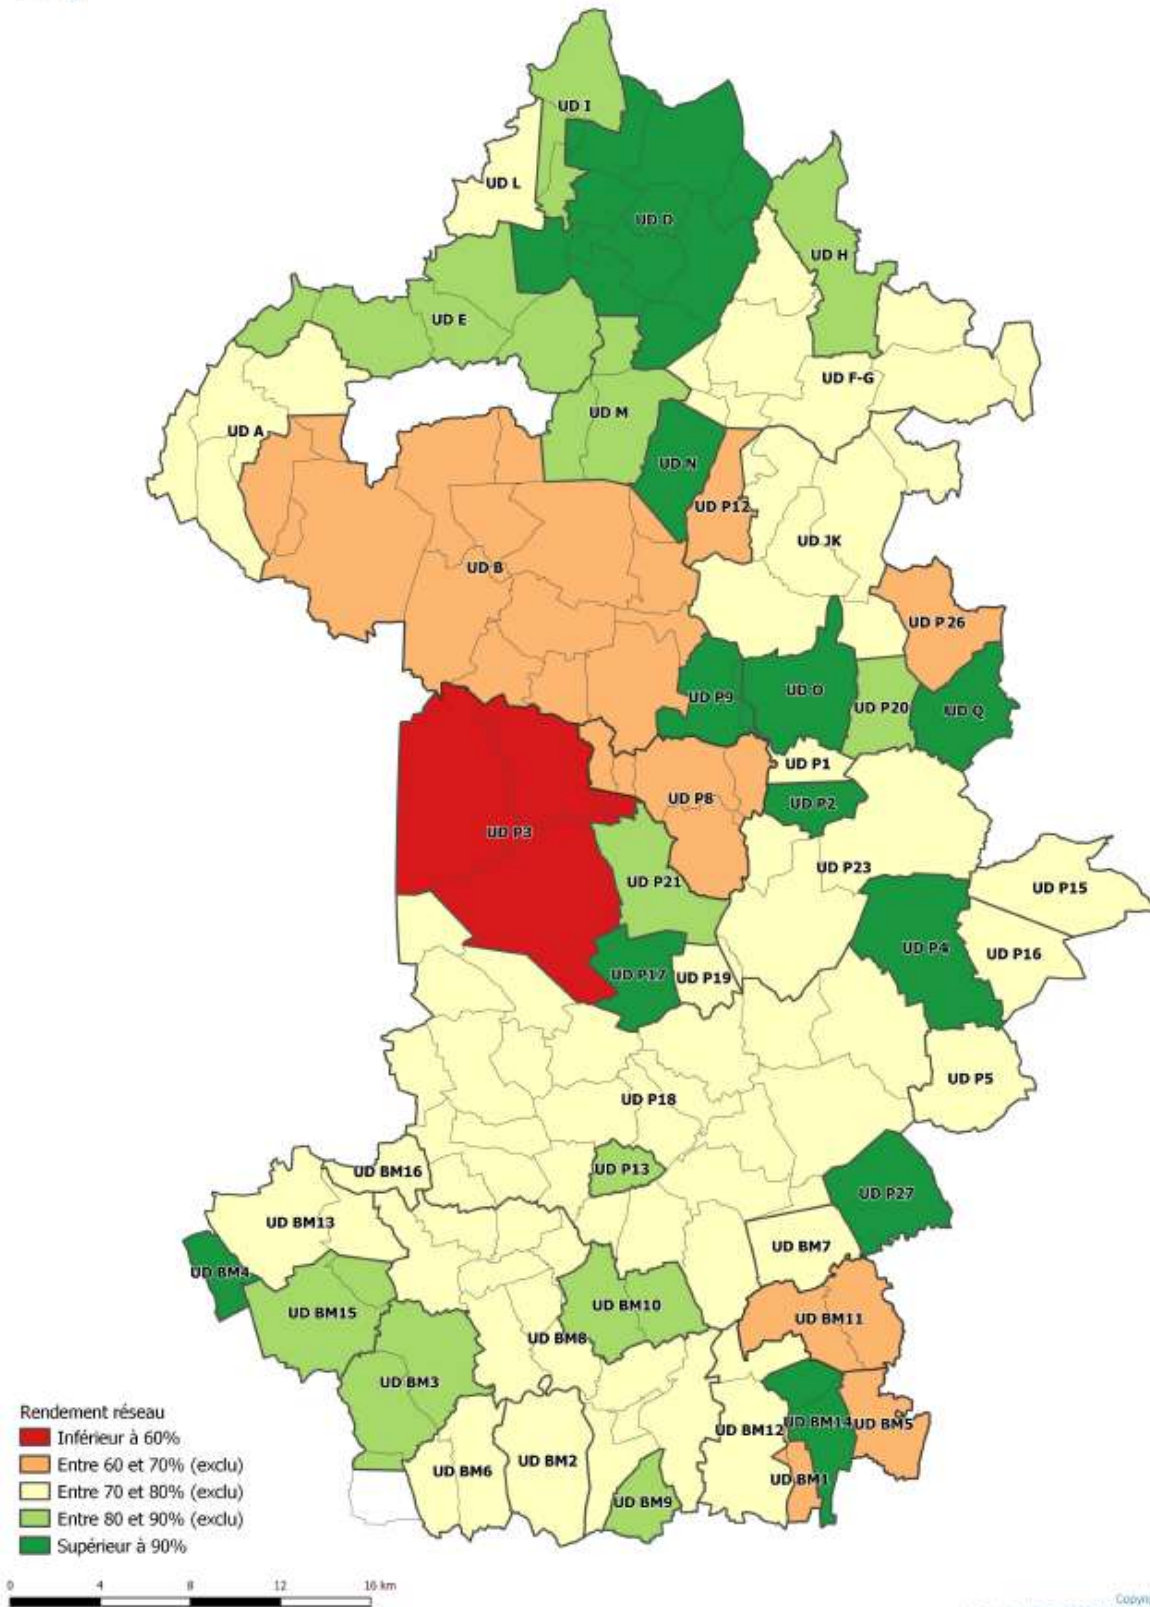 UD I
UD L
UD D
UD H
UD E
UD F-G
UD M
UD A
UD N
UD P12
UD JK
UD B
UD P26
UD P9
UD O
UD P20
UD Q
UD P1
UD P8
UD P2
UD P3
UD P23
UD P21
UD P15
UD P4
UD P16
UD P17
UD P19
UD P5
UD P18
UD P13
UD BM16
UD P27
UD BM13
UD BM7
UD BM4
UD BM15
UD BM10
UD BM11
UD BM8
UD BM3
UD BM12
UD BM14
UD BM5
UD BM2
UD BM6
UD BM1
UD BM9
Rendement réseau
Inférieur à 60%
Entre 60 et 70% (exclu)
Entre 70 et 80% (exclu)
Entre 80 et 90% (exclu)
Supérieur à 90%
0 4 8 12 16 km